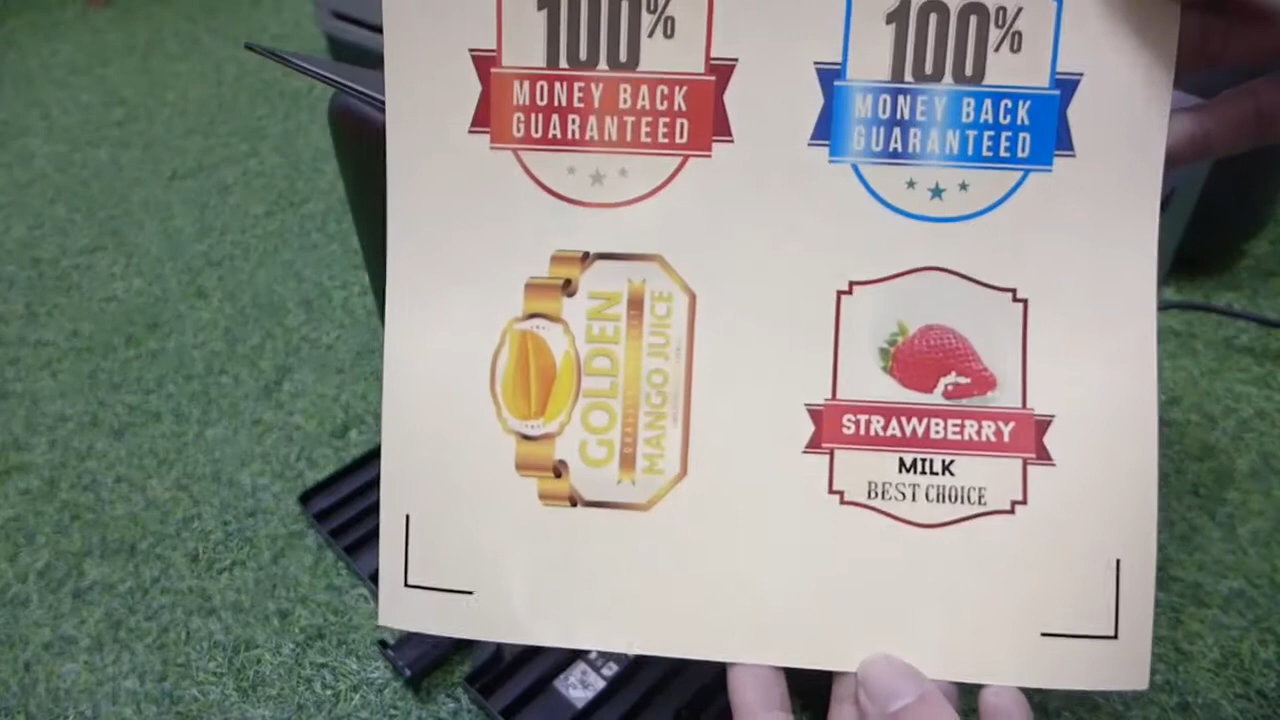 100%
MONEY BACK
GUARANTEED
100%
MONEY BACK
GUARANTEED
GOLDEN
MANGO JUICE
STRAWBERRY
MILK
BEST CHOICE